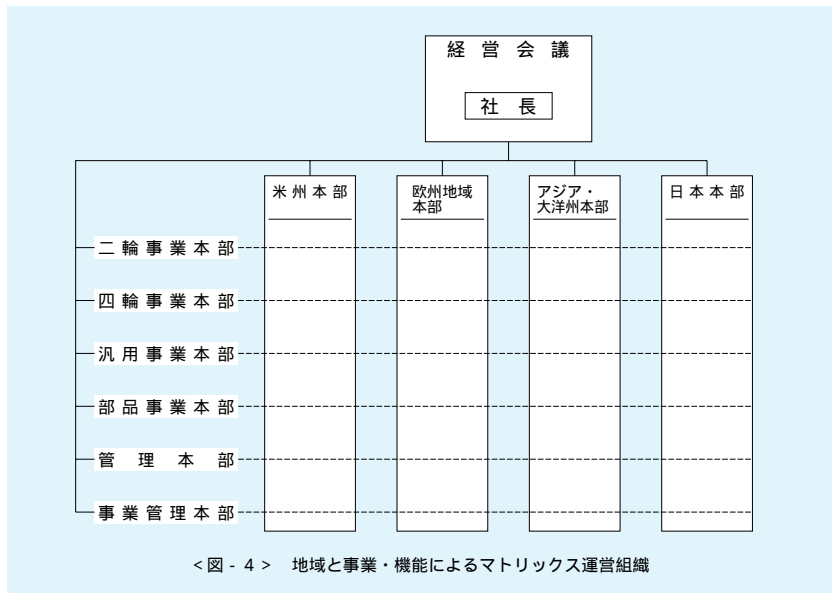 経営会議
社長
米州本部
欧州地域
本部
アジア・
大洋州本部
日本本部
二輪事業本部
四輪事業本部
汎用事業本部
部品事業本部
管理本部
事業管理本部
<図-4> 地域と事業・機能によるマトリックス運営組織